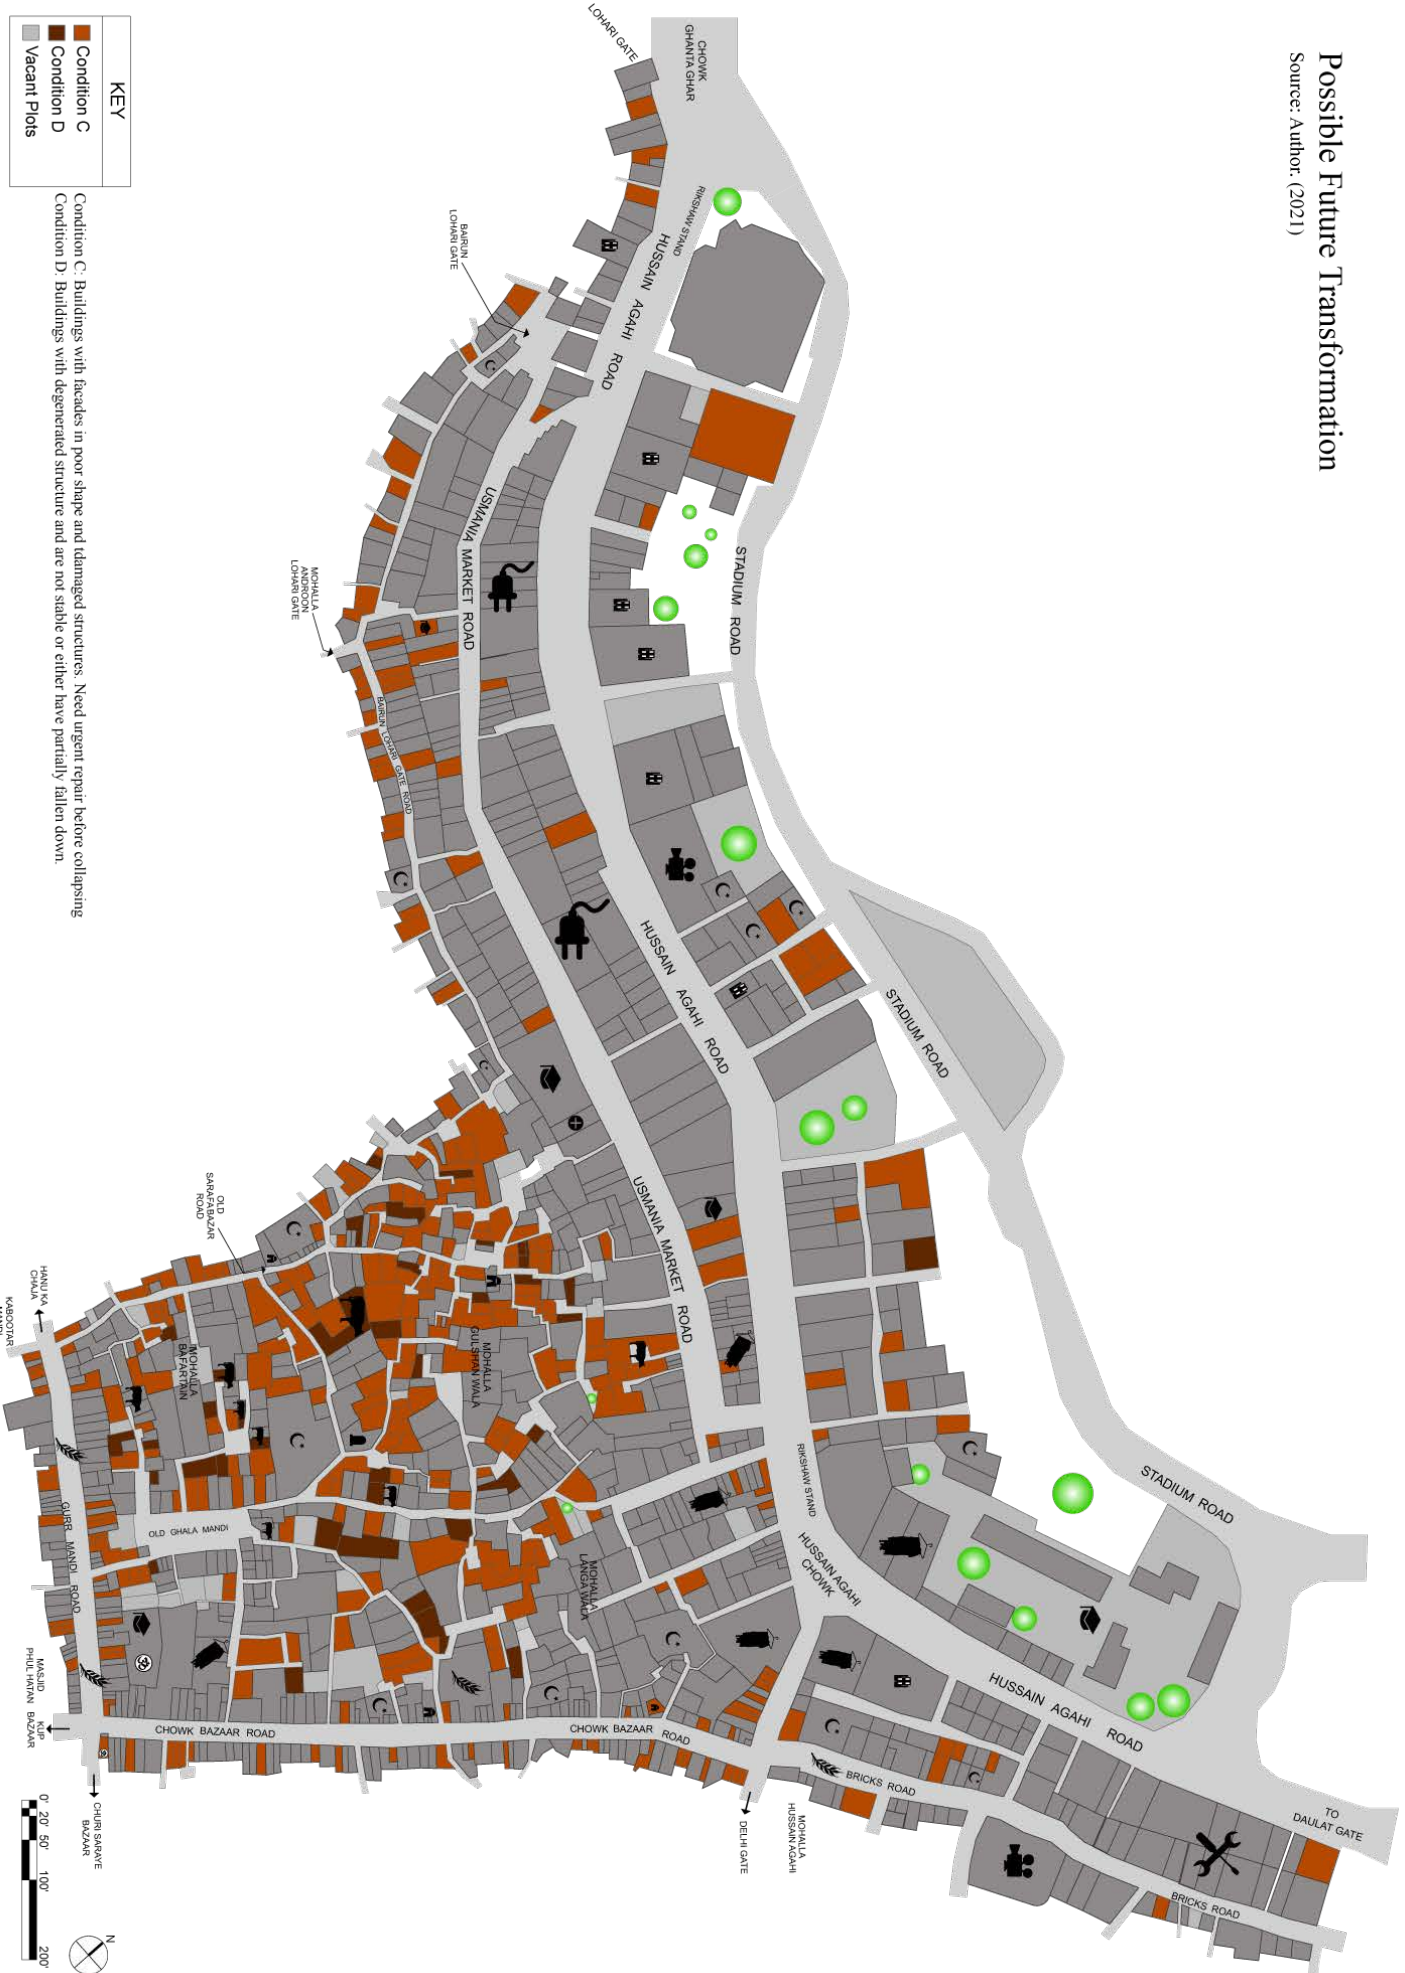 Possible Future Transformation
Source: Author. (2021)
CHOWK
GHANTA GHAR
LOHARI GATE
RIKSHAW STAND
HUSSAIN AGAHI ROAD
BAIRUN
LOHARI GATE
USMANIA MARKET ROAD
STADIUM ROAD
MOHALLA
ANDROON
LOHARI GATE
BAIRUN LOHARI GATE ROAD
HUSSAIN AGAHI ROAD
STADIUM ROAD
USMANIA MARKET ROAD
OLD
SARAFABAZAR
ROAD
HANU KA
CHAJA
KABOOTAR
MOHALLA
BAFARTAIN
MOHALLA
GULSHAN WALA
RIKSHAW STAND
STADIUM ROAD
HUSSAIN AGAHI
CHOWK
OLD GHALA MANDI
GURR MANDI ROAD
MOHALLA
LANGA WALA
HUSSAIN AGAHI ROAD
MASJID
PHUL HATAN
KUP
BAZAAR
CHOWK BAZAAR ROAD
CHOWK BAZAAR ROAD
BRICKS ROAD
CHURI SARAYE
BAZAAR
DELHI GATE
MOHALLA
HUSSAIN AGAHI
TO
DAULAT GATE
BRICKS ROAD
KEY
Condition C
Condition D
Vacant Plots
Condition C: Buildings with facades in poor shape and tdamaged structures. Need urgent repair before collapsing
Condition D: Buildings with degenerated structure and are not stable or either have partially fallen down.
0' 20' 50' 100' 200'
N